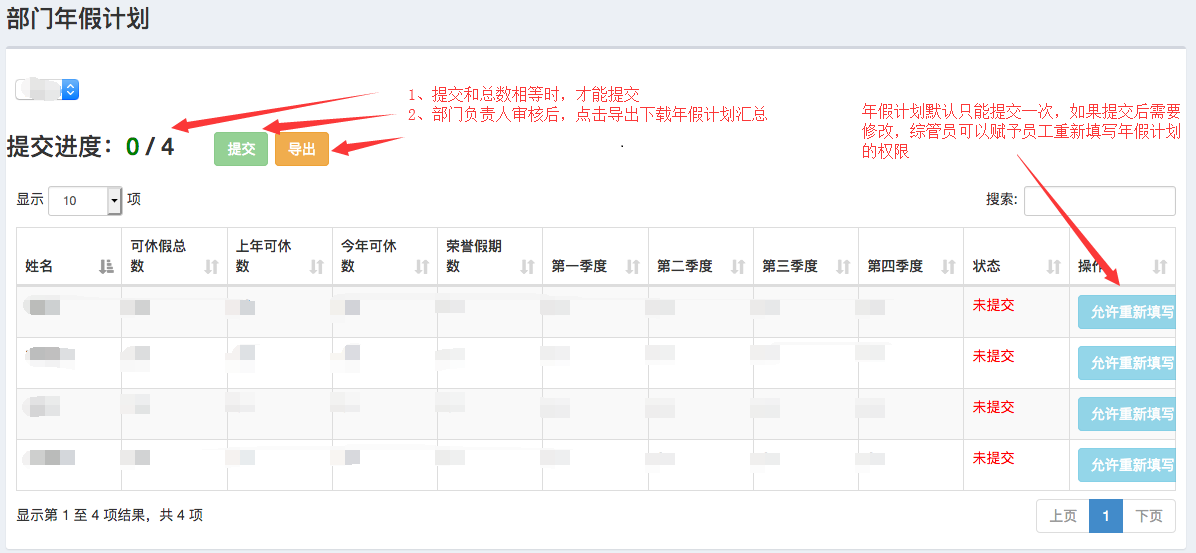 部门年假计划
1、提交和总数相等时，才能提交
2、部门负责人审核后，点击导出下载年假计划汇总
年假计划默认只能提交一次，如果提交后需要
修改，综管员可以赋予员工重新填写年假计划
的权限
提交进度：0 / 4 提交 导出
显示 10 项 搜索:
姓名 可休假总数 上年可休数 今年可休数 荣誉假期数 第一季度 第二季度 第三季度 第四季度 状态 操作
未提交 允许重新填写
未提交 允许重新填写
未提交 允许重新填写
未提交 允许重新填写
显示第 1 至 4 项结果，共 4 项 上页 1 下页